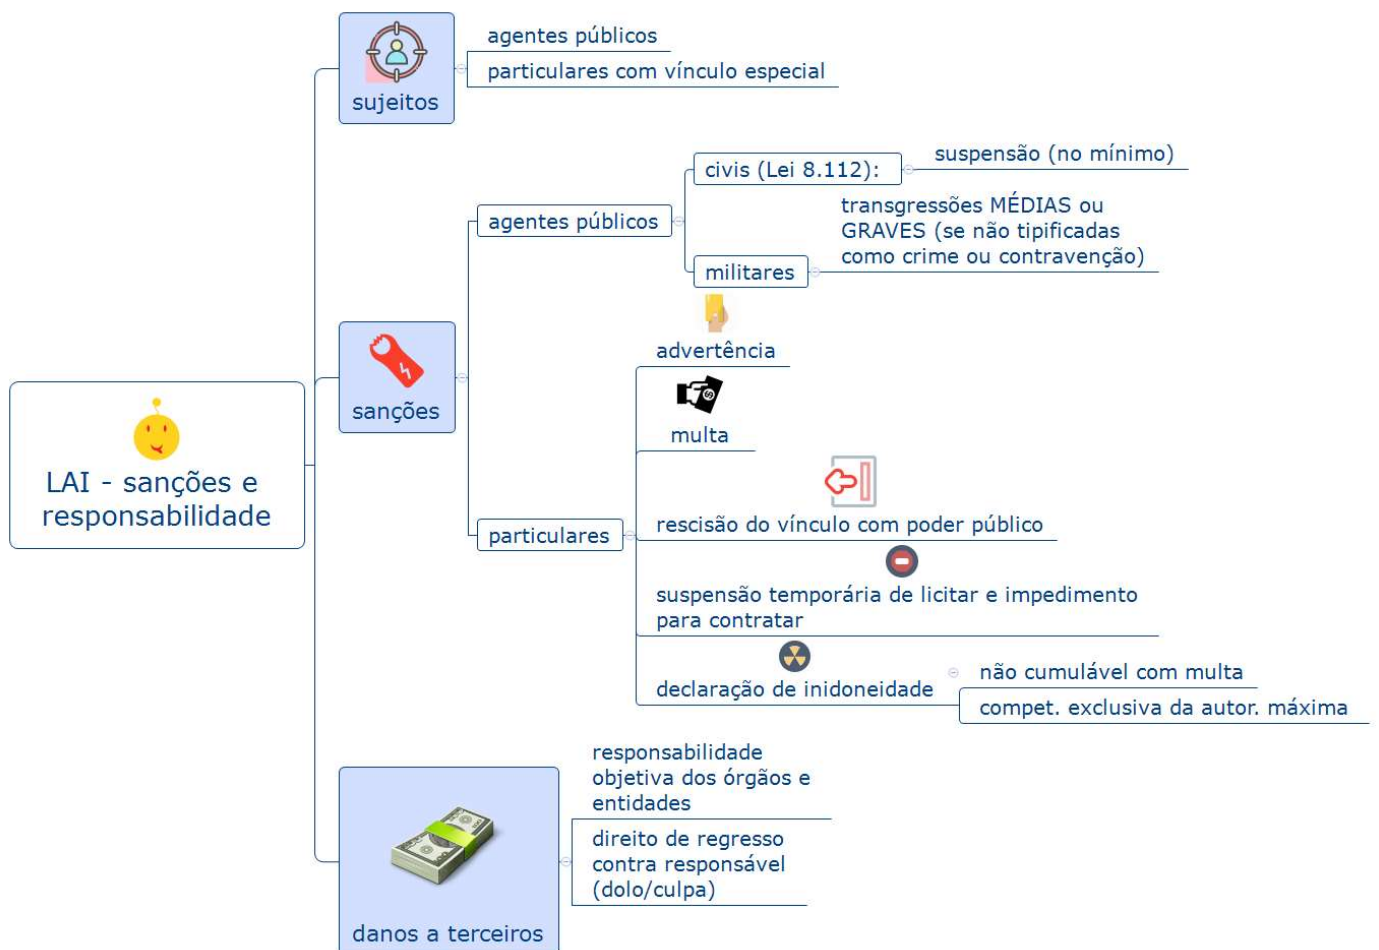 LAI - sanções e
responsabilidade
sujeitos
agentes públicos
particulares com vínculo especial
sanções
agentes públicos
civis (Lei 8.112):
suspensão (no mínimo)
militares
transgressões MÉDIAS ou
GRAVES (se não tipificadas
como crime ou contravenção)
particulares
advertência
multa
rescisão do vínculo com poder público
suspensão temporária de licitar e impedimento
para contratar
declaração de inidoneidade
não cumulável com multa
compet. exclusiva da autor. máxima
danos a terceiros
responsabilidade
objetiva dos órgãos e
entidades
direito de regresso
contra responsável
(dolo/culpa)